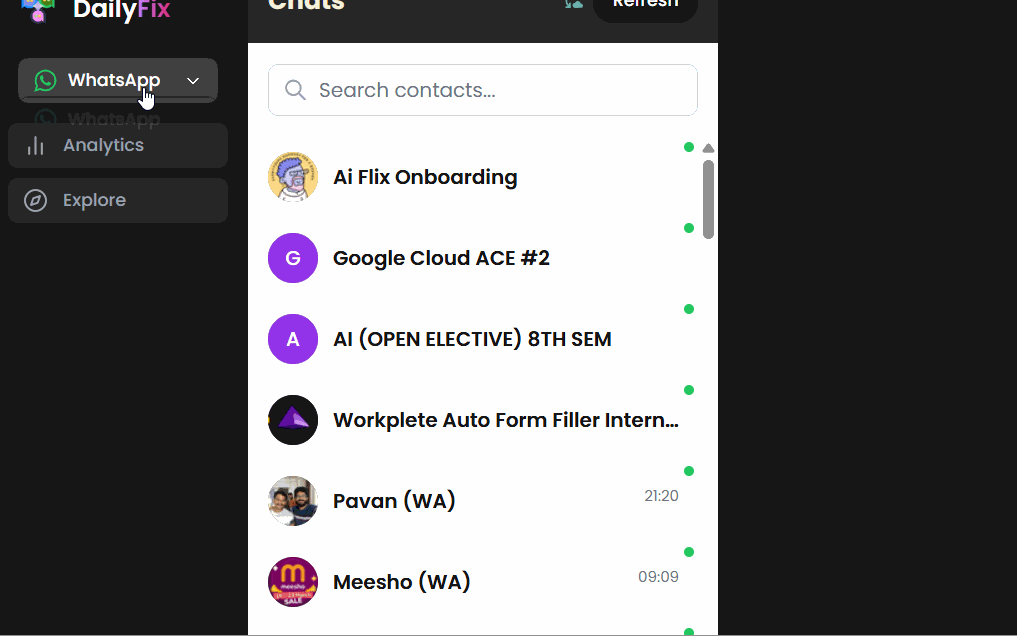 DailyFix
WhatsApp
WhatsApp
Analytics
Explore
Chats
Refresh
Search contacts...
Ai Flix Onboarding
G
Google Cloud ACE #2
A
AI (OPEN ELECTIVE) 8TH SEM
Workplete Auto Form Filler Intern...
Pavan (WA)
21:20
meesho
SALE
Meesho (WA)
09:09